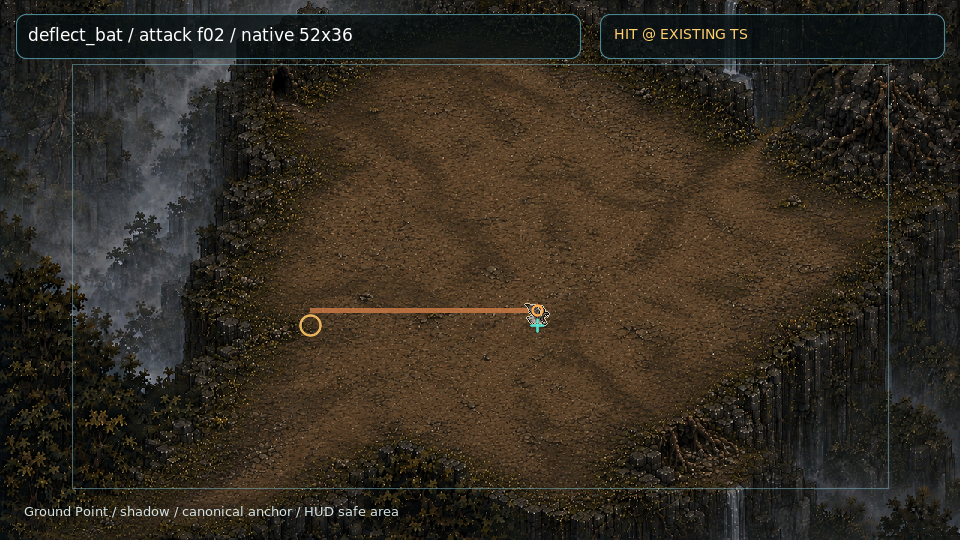 deflect_bat / attack f02 / native 52x36
HIT @ EXISTING TS
Ground Point / shadow / canonical anchor / HUD safe area